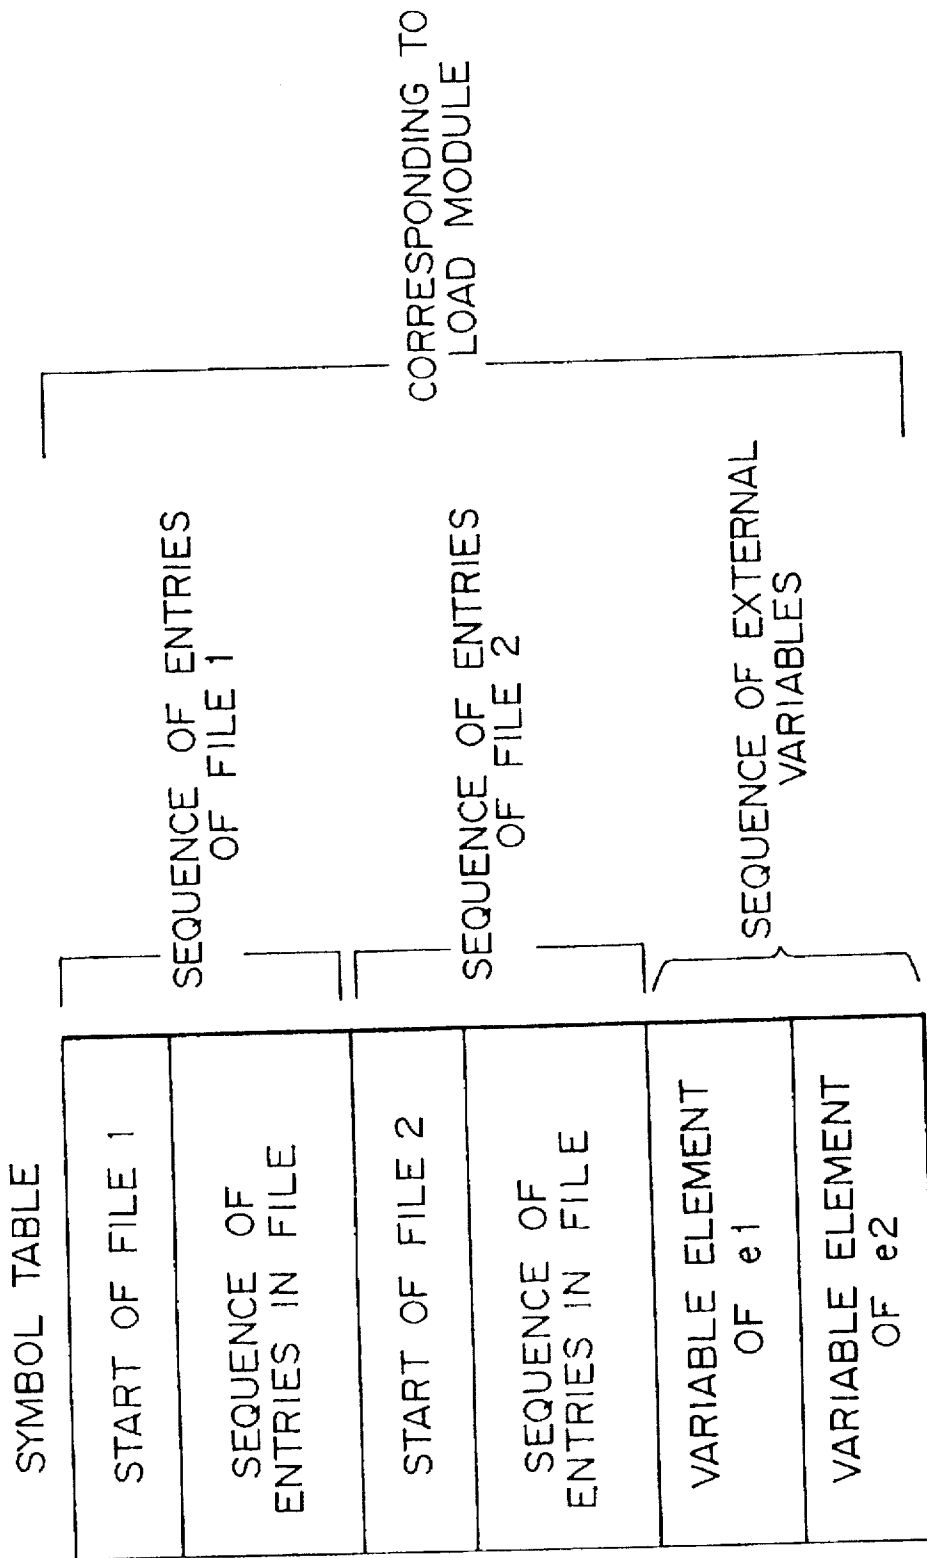 SYMBOL TABLE
START OF FILE 1
SEQUENCE OF
ENTRIES IN FILE
START OF FILE 2
SEQUENCE OF
ENTRIES IN FILE
VARIABLE ELEMENT
OF e1
VARIABLE ELEMENT
OF e2
SEQUENCE OF ENTRIES
OF FILE 1
SEQUENCE OF ENTRIES
OF FILE 2
SEQUENCE OF EXTERNAL
VARIABLES
CORRESPONDING TO
LOAD MODULE